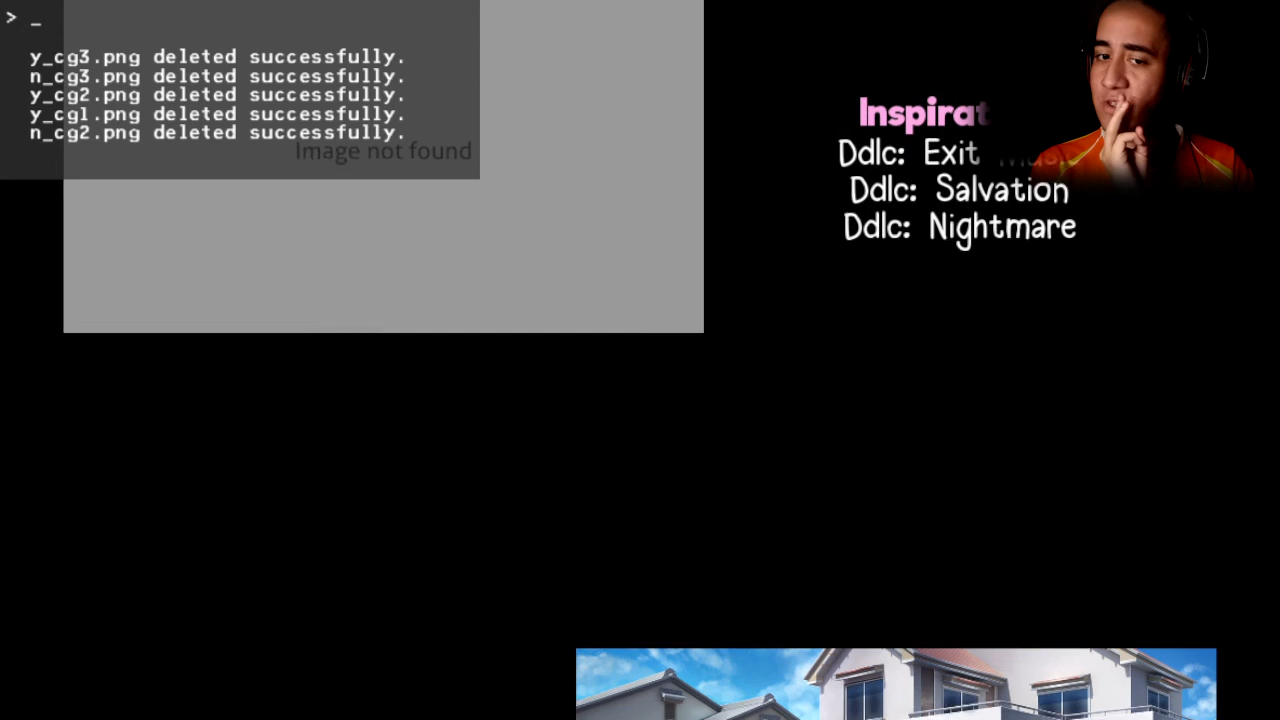 > _
y_cg3.png deleted successfully.
n_cg3.png deleted successfully.
y_cg2.png deleted successfully.
y_cg1.png deleted successfully.
n_cg2.png deleted successfully.
Image not found
Inspirat
Ddlc: Exit Music
Ddlc: Salvation
Ddlc: Nightmare